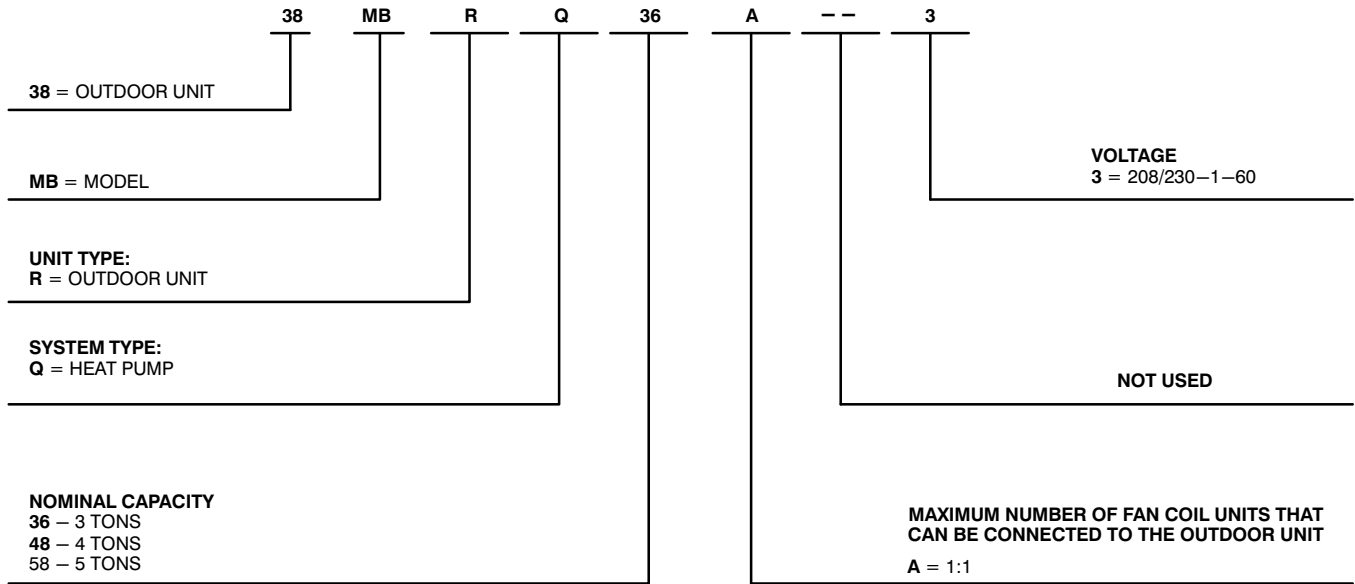 38 MB R Q 36 A – – 3
38 = OUTDOOR UNIT
MB = MODEL
UNIT TYPE:
R = OUTDOOR UNIT
SYSTEM TYPE:
Q = HEAT PUMP
NOMINAL CAPACITY
36 – 3 TONS
48 – 4 TONS
58 – 5 TONS
VOLTAGE
3 = 208/230–1–60
NOT USED
MAXIMUM NUMBER OF FAN COIL UNITS THAT
CAN BE CONNECTED TO THE OUTDOOR UNIT
A = 1:1